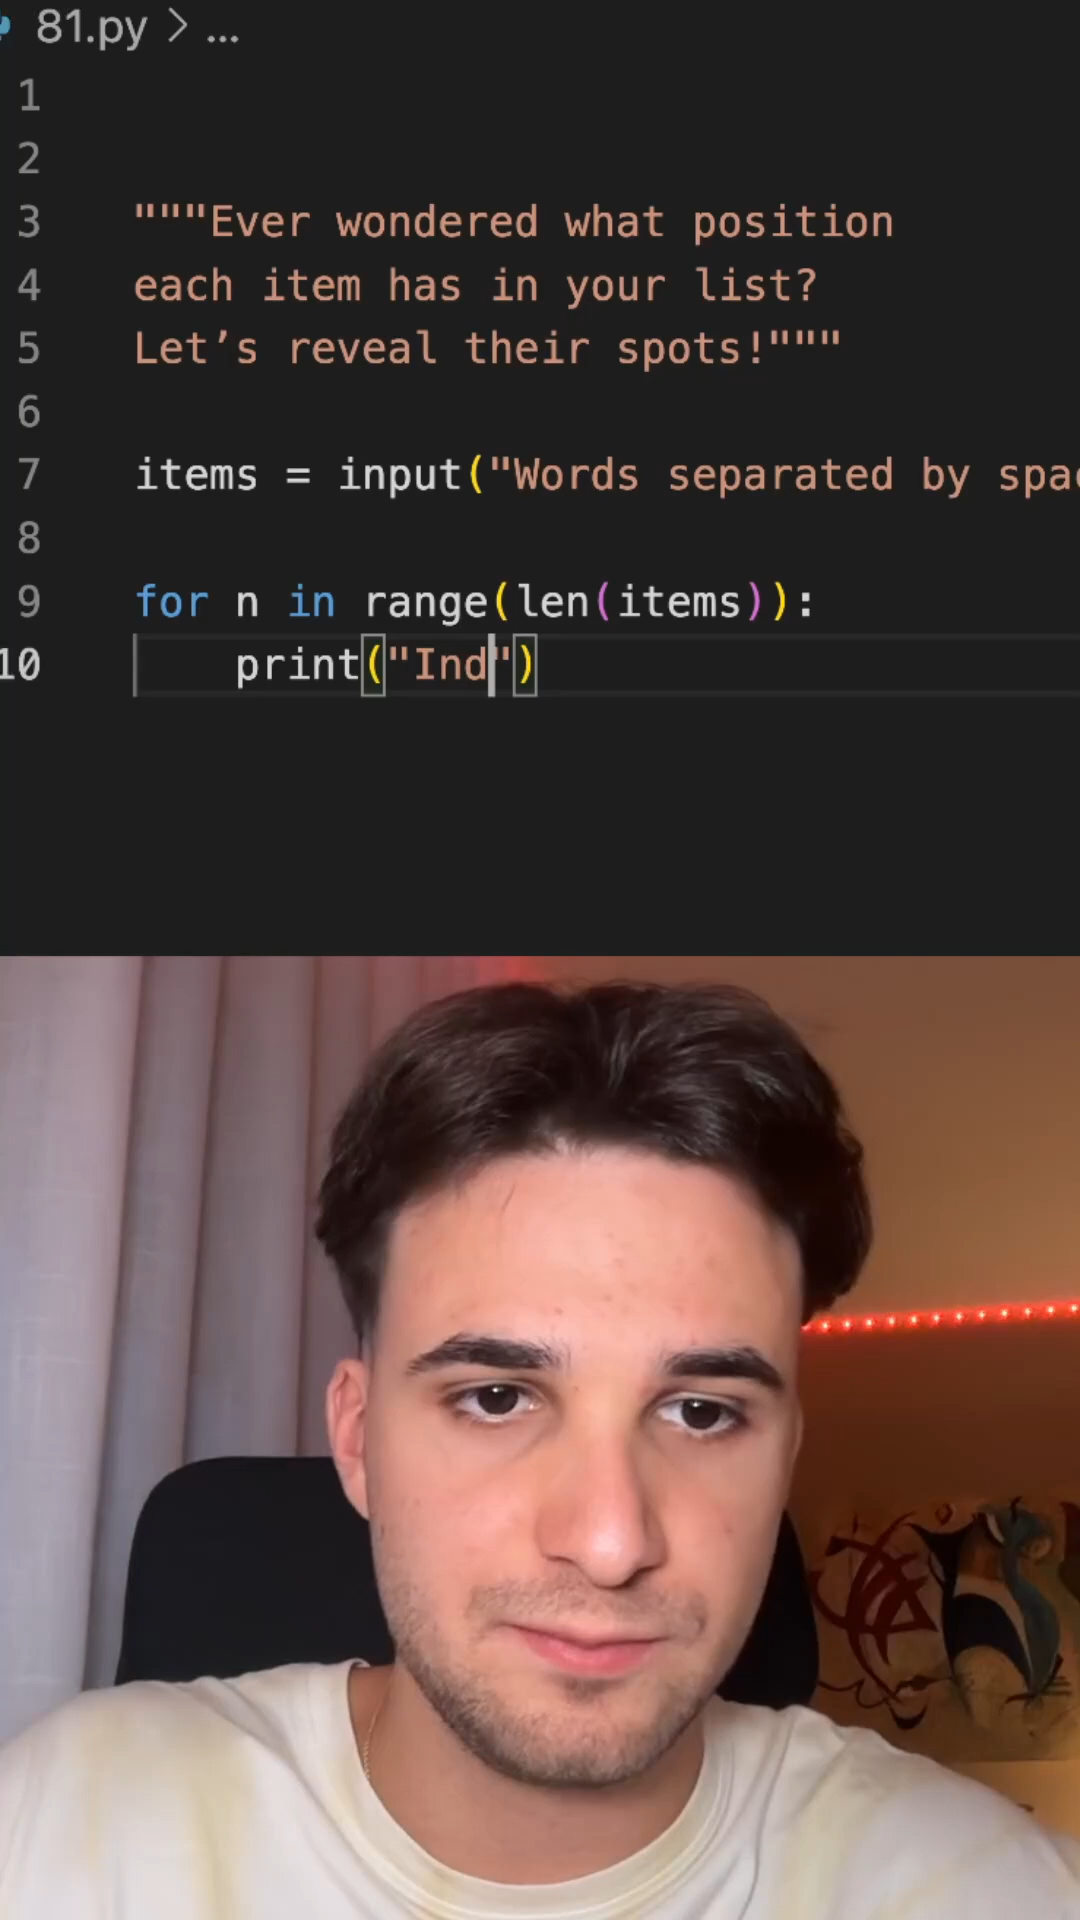 81.py > ...
1
2
3 """Ever wondered what position
4 each item has in your list?
5 Let’s reveal their spots!"""
6
7 items = input("Words separated by
8
9 for n in range(len(items)):
10 print("Ind")